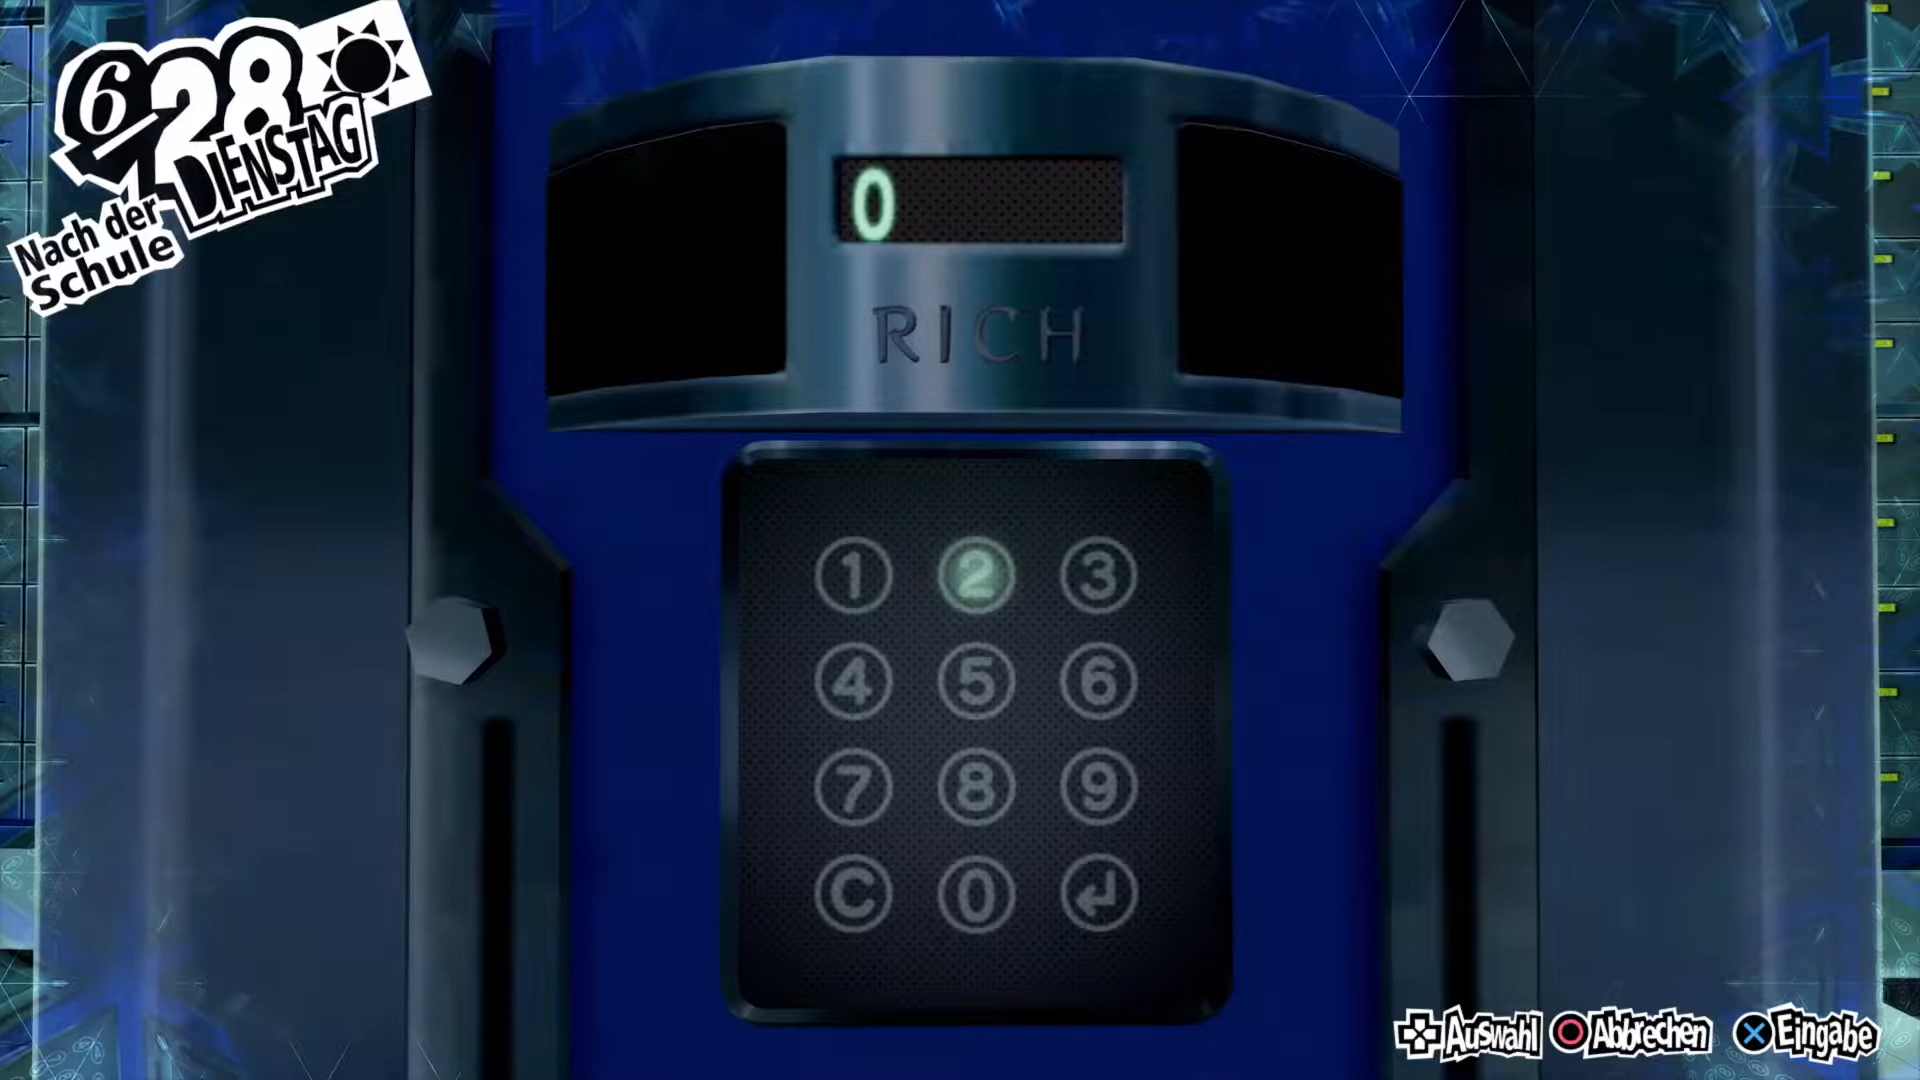 6/28
DIENSTAG
Nach der
Schule
0
RICH
1 2 3
4 5 6
7 8 9
C 0 ↵
Auswahl Abbrechen Eingabe